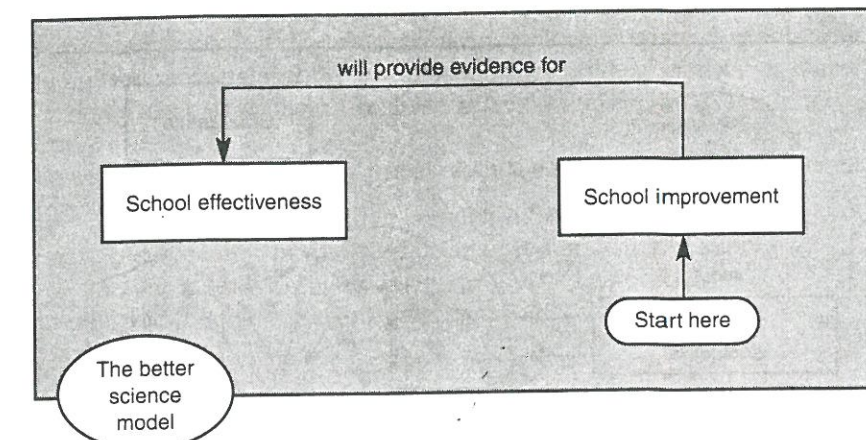 will provide evidence for
School effectiveness
School improvement
Start here
The better
science
model